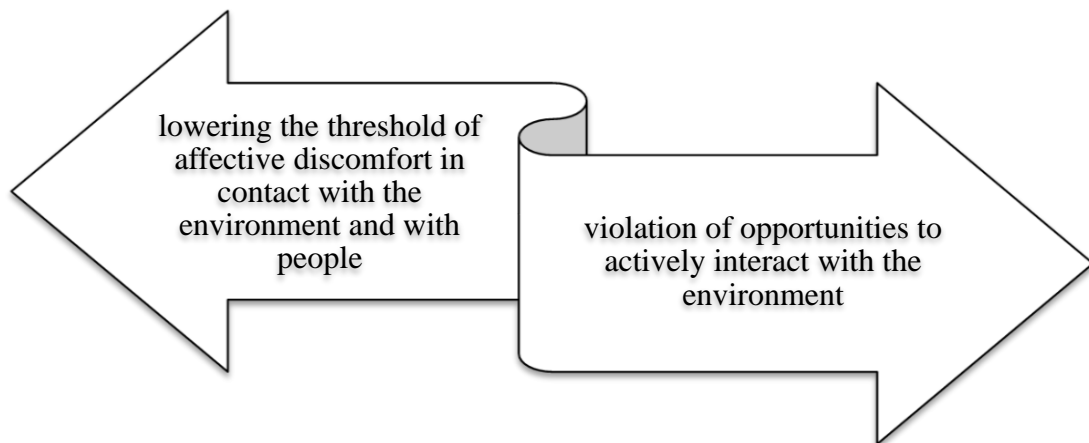 lowering the threshold of
affective discomfort in
contact with the
environment and with
people
violation of opportunities to
actively interact with the
environment